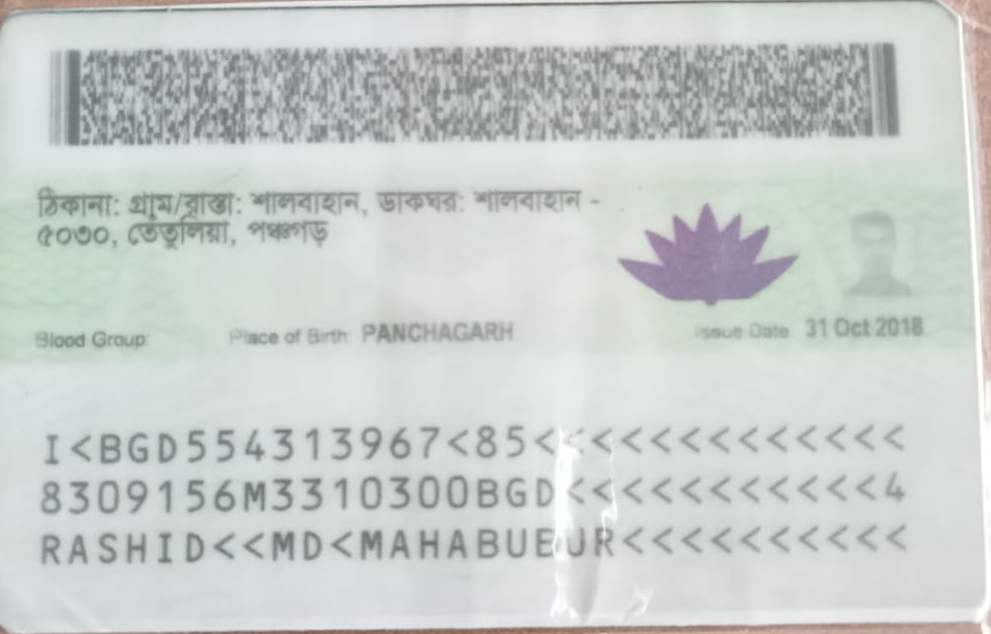 ঠিকানা: গ্রাম/রাস্তা: শালবাহান, ডাকঘর: শালবাহান -
৫০৩০, তেতুলিয়া, পঞ্চগড়
Blood Group: Place of Birth: PANCHAGARH Issue Date: 31 Oct 2018
I<BGD554313967<85<<<<<<<<<<<<<
8309156M3310300BGD<<<<<<<<<<<4
RASHID<<MD<MAHABUBUR<<<<<<<<<<